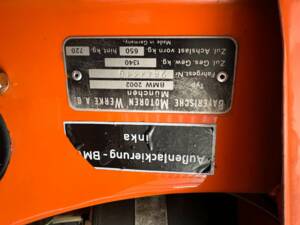 BAYERISCHE MOTOREN WERKE A.G.
München
Typ BMW 2002
Fahrgest.Nr.
Zul. Ges. Gew. kg. 1340
Zul. Achslast vorn kg. 650 hint. kg. 720
Made in Germany
Außenlackierung - BM
Inka